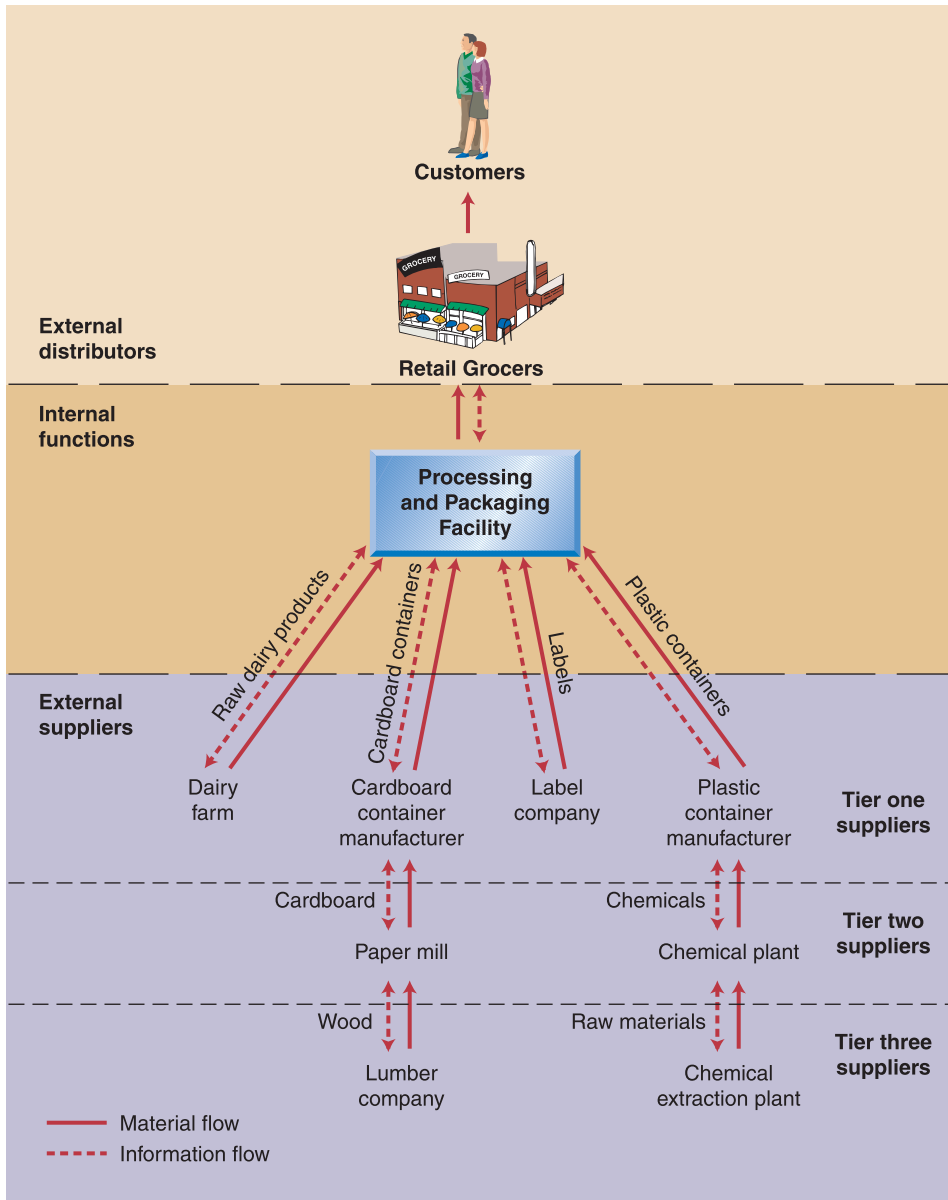 Customers
GROCERY
GROCERY
External
distributors
Retail Grocers
Internal
functions
Processing
and Packaging
Facility
Raw dairy products
Cardboard containers
Labels
Plastic containers
External
suppliers
Dairy
farm
Cardboard
container
manufacturer
Label
company
Plastic
container
manufacturer
Tier one
suppliers
Cardboard
Chemicals
Tier two
suppliers
Paper mill
Chemical plant
Wood
Raw materials
Tier three
suppliers
Lumber
company
Chemical
extraction plant
Material flow
Information flow